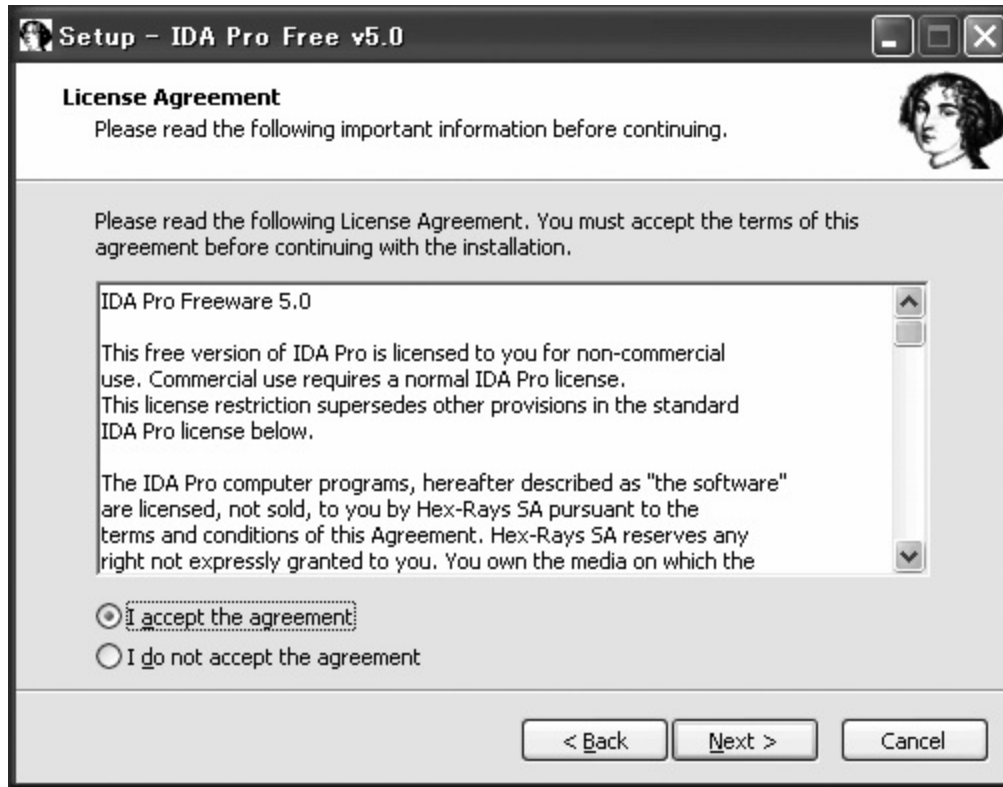 Setup - IDA Pro Free v5.0
License Agreement
Please read the following important information before continuing.
Please read the following License Agreement. You must accept the terms of this
agreement before continuing with the installation.
IDA Pro Freeware 5.0
This free version of IDA Pro is licensed to you for non-commercial
use. Commercial use requires a normal IDA Pro license.
This license restriction supersedes other provisions in the standard
IDA Pro license below.
The IDA Pro computer programs, hereafter described as "the software"
are licensed, not sold, to you by Hex-Rays SA pursuant to the
terms and conditions of this Agreement. Hex-Rays SA reserves any
right not expressly granted to you. You own the media on which the
I accept the agreement
I do not accept the agreement
< Back Next > Cancel